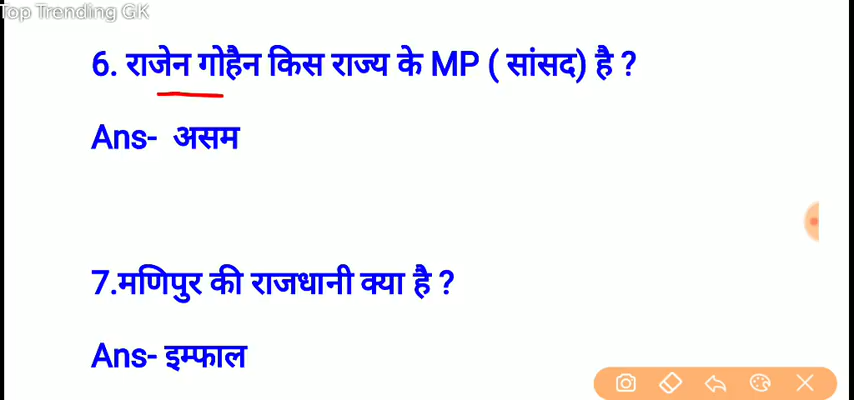 Top Trending GK
6. राजेन गोहैन किस राज्य के MP ( सांसद) है ?
Ans- असम
7.मणिपुर की राजधानी क्या है ?
Ans- इम्फाल